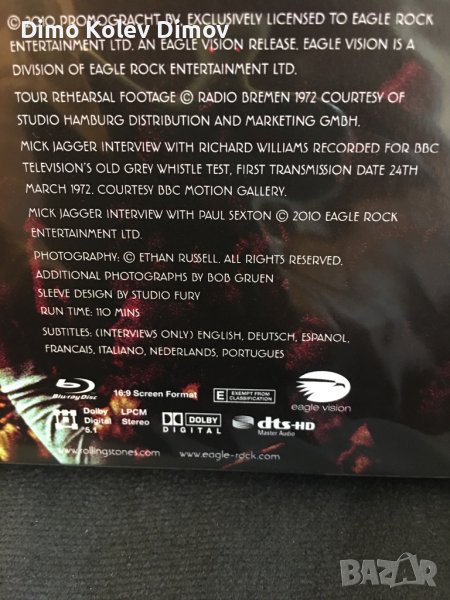 Dimo Kolev Dimov
© 2010 PROMOGRACHT BV. EXCLUSIVELY LICENSED TO EAGLE ROCK
ENTERTAINMENT LTD. AN EAGLE VISION RELEASE. EAGLE VISION IS A
DIVISION OF EAGLE ROCK ENTERTAINMENT LTD.
TOUR REHEARSAL FOOTAGE © RADIO BREMEN 1972 COURTESY OF
STUDIO HAMBURG DISTRIBUTION AND MARKETING GMBH.
MICK JAGGER INTERVIEW WITH RICHARD WILLIAMS RECORDED FOR BBC
TELEVISION'S OLD GREY WHISTLE TEST, FIRST TRANSMISSION DATE 24TH
MARCH 1972. COURTESY BBC MOTION GALLERY.
MICK JAGGER INTERVIEW WITH PAUL SEXTON © 2010 EAGLE ROCK
ENTERTAINMENT LTD.
PHOTOGRAPHY: © ETHAN RUSSELL. ALL RIGHTS RESERVED.
ADDITIONAL PHOTOGRAPHS BY BOB GRUEN
SLEEVE DESIGN BY STUDIO FURY
RUN TIME: 110 MINS
SUBTITLES: (INTERVIEWS ONLY) ENGLISH, DEUTSCH, ESPANOL,
FRANCAIS, ITALIANO, NEDERLANDS, PORTUGUES
Blu-ray Disc
16:9 Screen Format
E EXEMPT FROM CLASSIFICATION
eagle vision
Dolby Digital 5.1
LPCM Stereo
DOLBY DIGITAL
dts-HD Master Audio
www.rollingstones.com www.eagle-rock.com
BAZAR